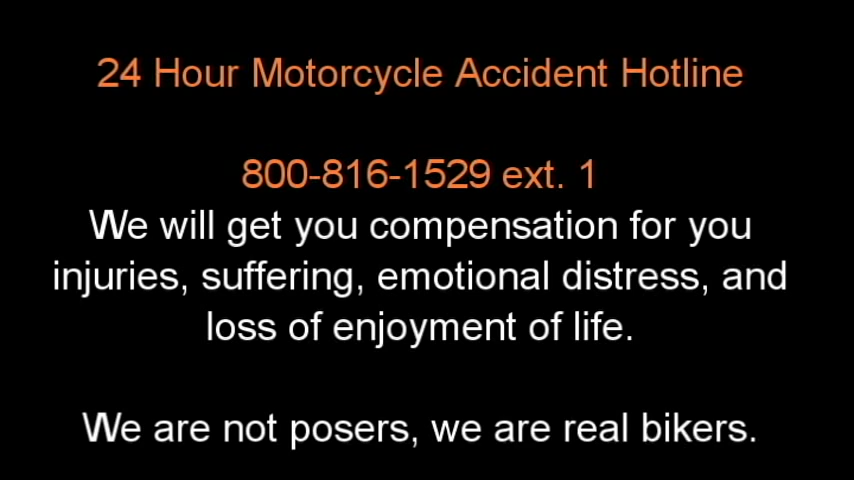 24 Hour Motorcycle Accident Hotline
800-816-1529 ext. 1
We will get you compensation for you
injuries, suffering, emotional distress, and
loss of enjoyment of life.
We are not posers, we are real bikers.